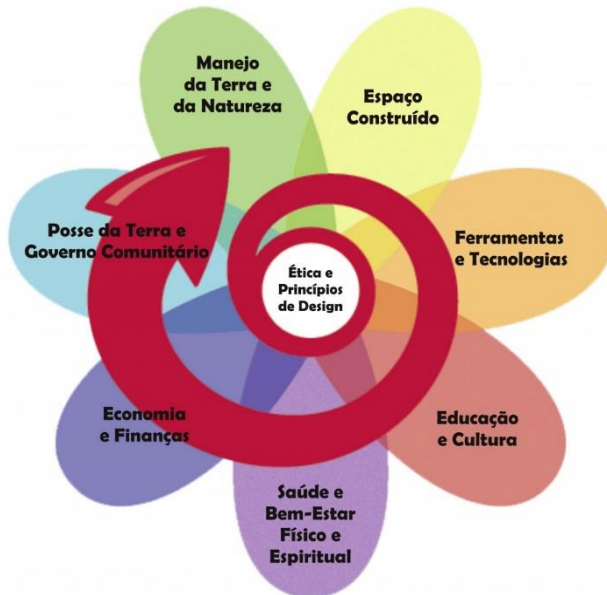 Manejo
da Terra e
da Natureza
Espaço
Construído
Ferramentas
e Tecnologias
Educação
e Cultura
Saúde e
Bem-Estar
Físico e
Espiritual
Economia
e Finanças
Posse da Terra e
Governo Comunitário
Ética e
Princípios
de Design